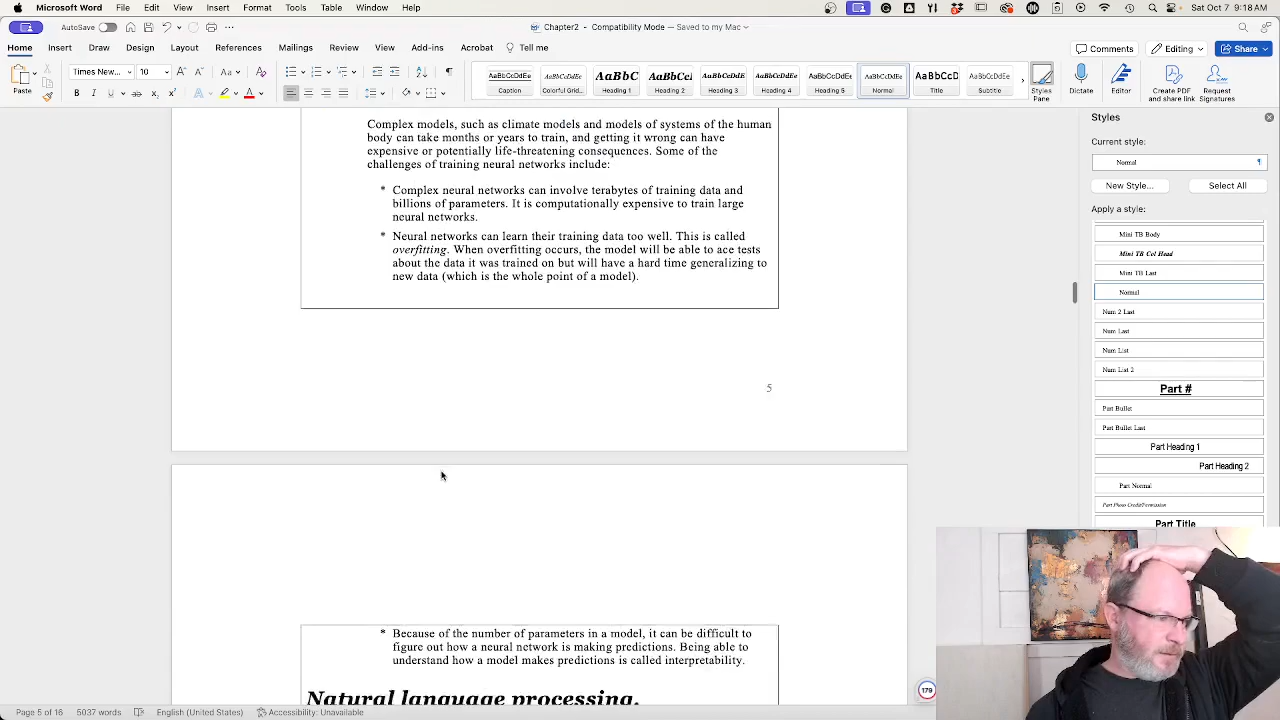 Microsoft Word File Edit View Insert Format Tools Table Window Help Sat Oct 7 9:18 AM
AutoSave Chapter2 - Compatibility Mode — Saved to my Mac
Home Insert Draw Design Layout References Mailings Review View Add-ins Acrobat Tell me Comments Editing Share
Times New... 10 Aa
Paste B I U ab x x A A
AaBbCcDdEe AaBbCcDdEe AaBbC AaBbCcI AaBbCcDdEe AaBbCcDdEe AaBbCcDdEe AaBbCcDdEe AaBbCcD AaBbCcDdEe
Caption Colorful Grid... Heading 1 Heading 2 Heading 3 Heading 4 Heading 5 Normal Title Subtitle
Styles Pane Dictate Editor Create PDF and share link Request Signatures
Complex models, such as climate models and models of systems of the human
body can take months or years to train, and getting it wrong can have
expensive or potentially life-threatening consequences. Some of the
challenges of training neural networks include:
* Complex neural networks can involve terabytes of training data and
billions of parameters. It is computationally expensive to train large
neural networks.
* Neural networks can learn their training data too well. This is called
overfitting. When overfitting occurs, the model will be able to ace tests
about the data it was trained on but will have a hard time generalizing to
new data (which is the whole point of a model).
5
* Because of the number of parameters in a model, it can be difficult to
figure out how a neural network is making predictions. Being able to
understand how a model makes predictions is called interpretability.
Natural language processing.
Styles
Current style:
Normal
New Style... Select All
Apply a style:
Mini TB Body
Mini TB Col Head
Mini TB Last
Normal
Num 2 Last
Num Last
Num List
Num List 2
Part #
Part Bullet
Part Bullet Last
Part Heading 1
Part Heading 2
Part Normal
Part Photo Credit/Permission
Part Title
179
Page 5 of 16 5037 words English (United States) Accessibility: Unavailable